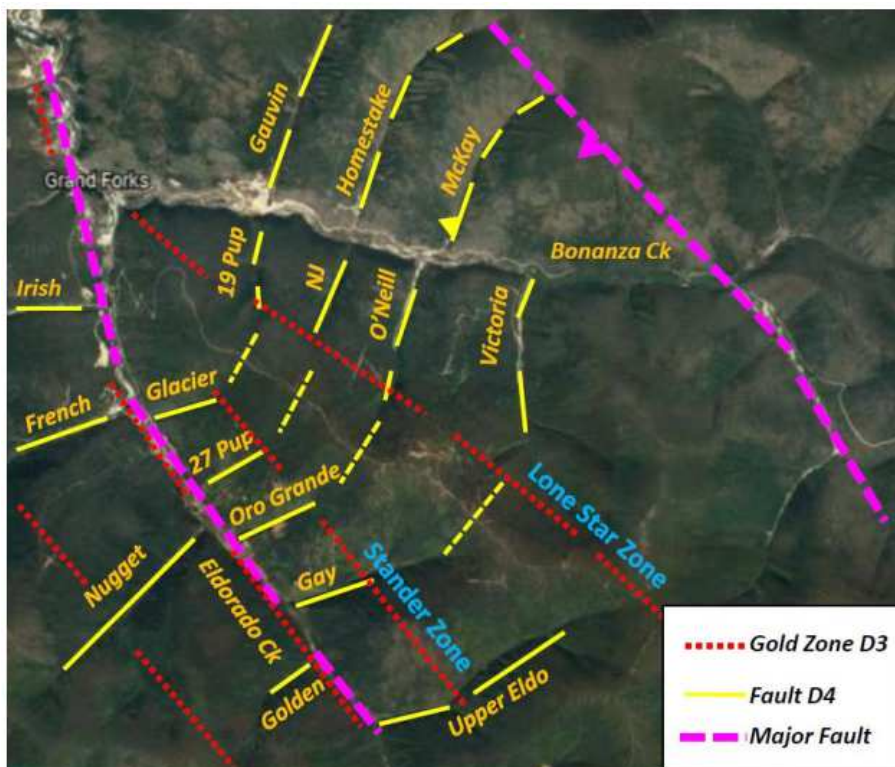 Gauvin
Homestake
McKay
Grand Forks
19 Pup
NJ
O'Neill
Bonanza Ck
Irish
Victoria
Glacier
French
27 Pup
Oro Grande
Lone Star Zone
Nugget
Eldorado Ck
Gay
Stander Zone
Golden
Upper Eldo
Gold Zone D3
Fault D4
Major Fault